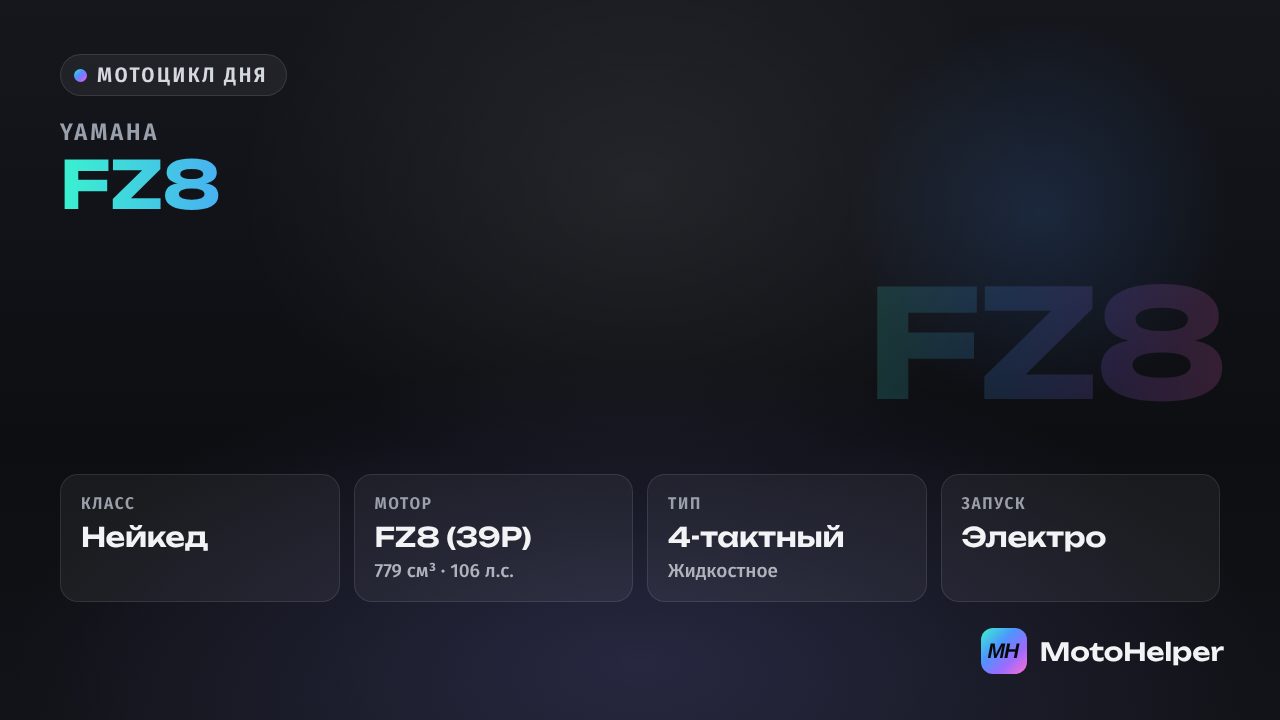 МОТОЦИКЛ ДНЯ
YAMAHA
FZ8
FZ8
КЛАСС
Нейкед
МОТОР
FZ8 (39P)
779 см³ · 106 л.с.
ТИП
4-тактный
Жидкостное
ЗАПУСК
Электро
MH MotoHelper